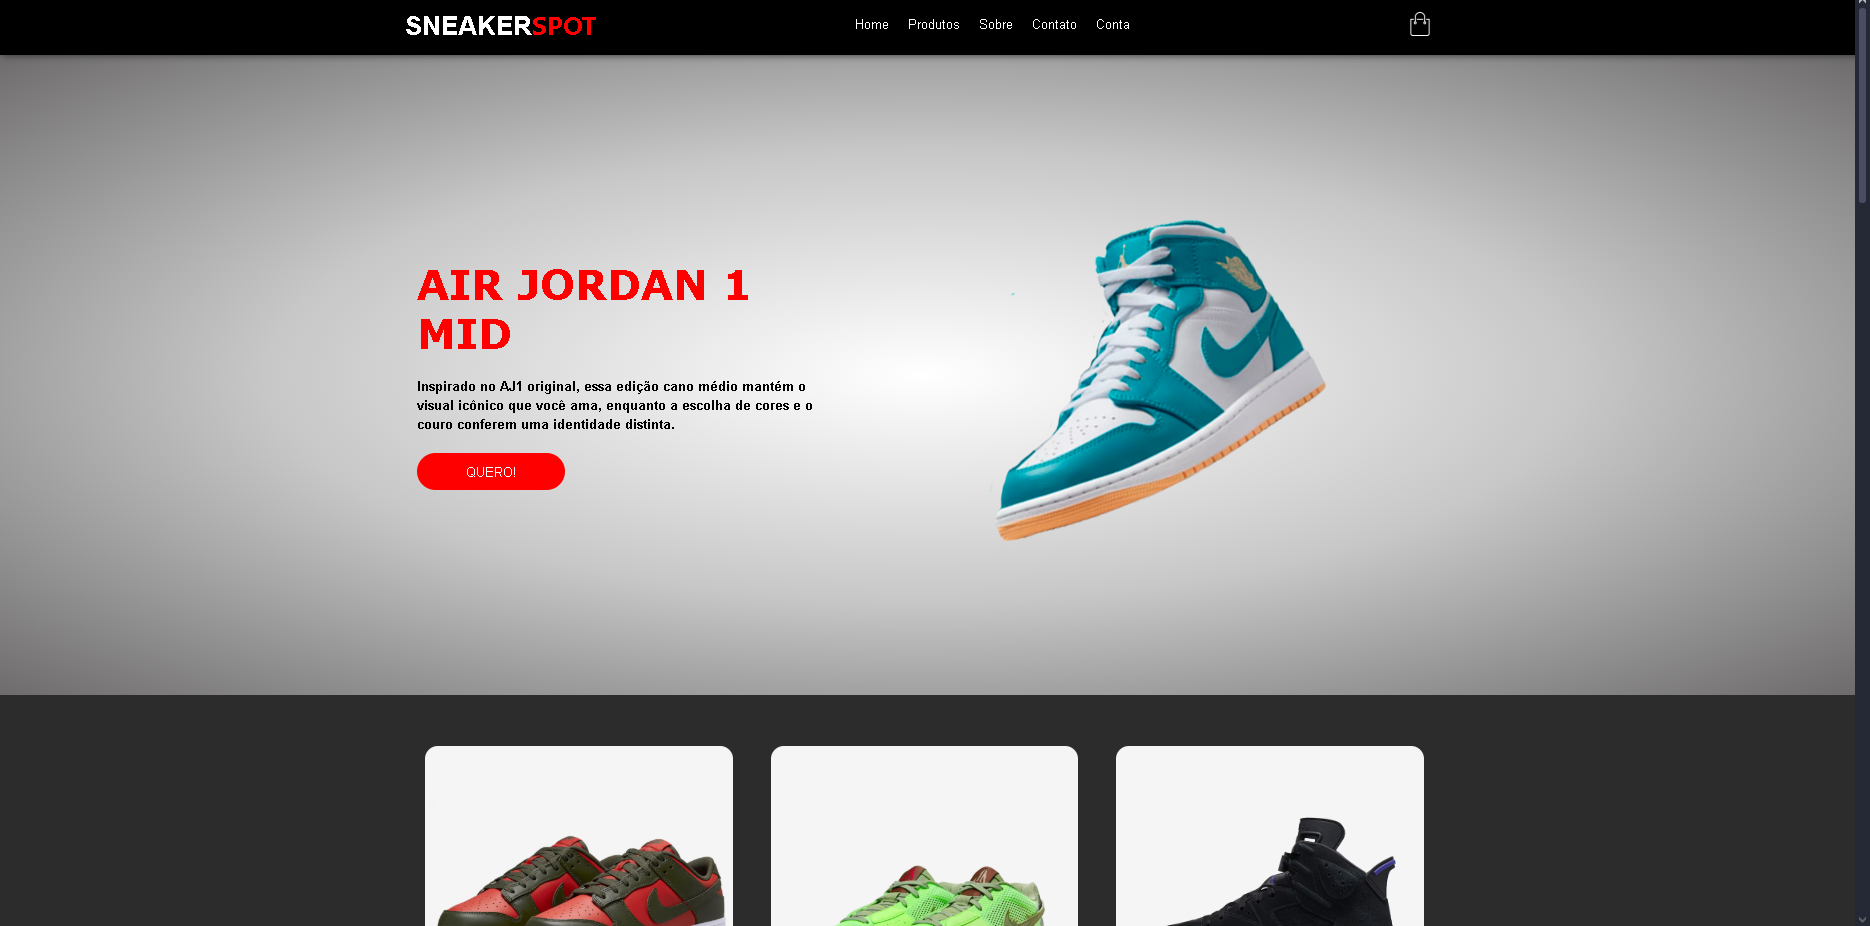 SNEAKERSPOT
Home Produtos Sobre Contato Conta
AIR JORDAN 1
MID
Inspirado no AJ1 original, essa edição cano médio mantém o
visual icônico que você ama, enquanto a escolha de cores e o
couro conferem uma identidade distinta.
QUERO!